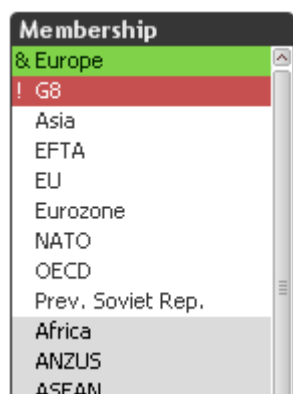 Membership
& Europe
! G8
Asia
EFTA
EU
Eurozone
NATO
OECD
Prev. Soviet Rep.
Africa
ANZUS
ASEAN